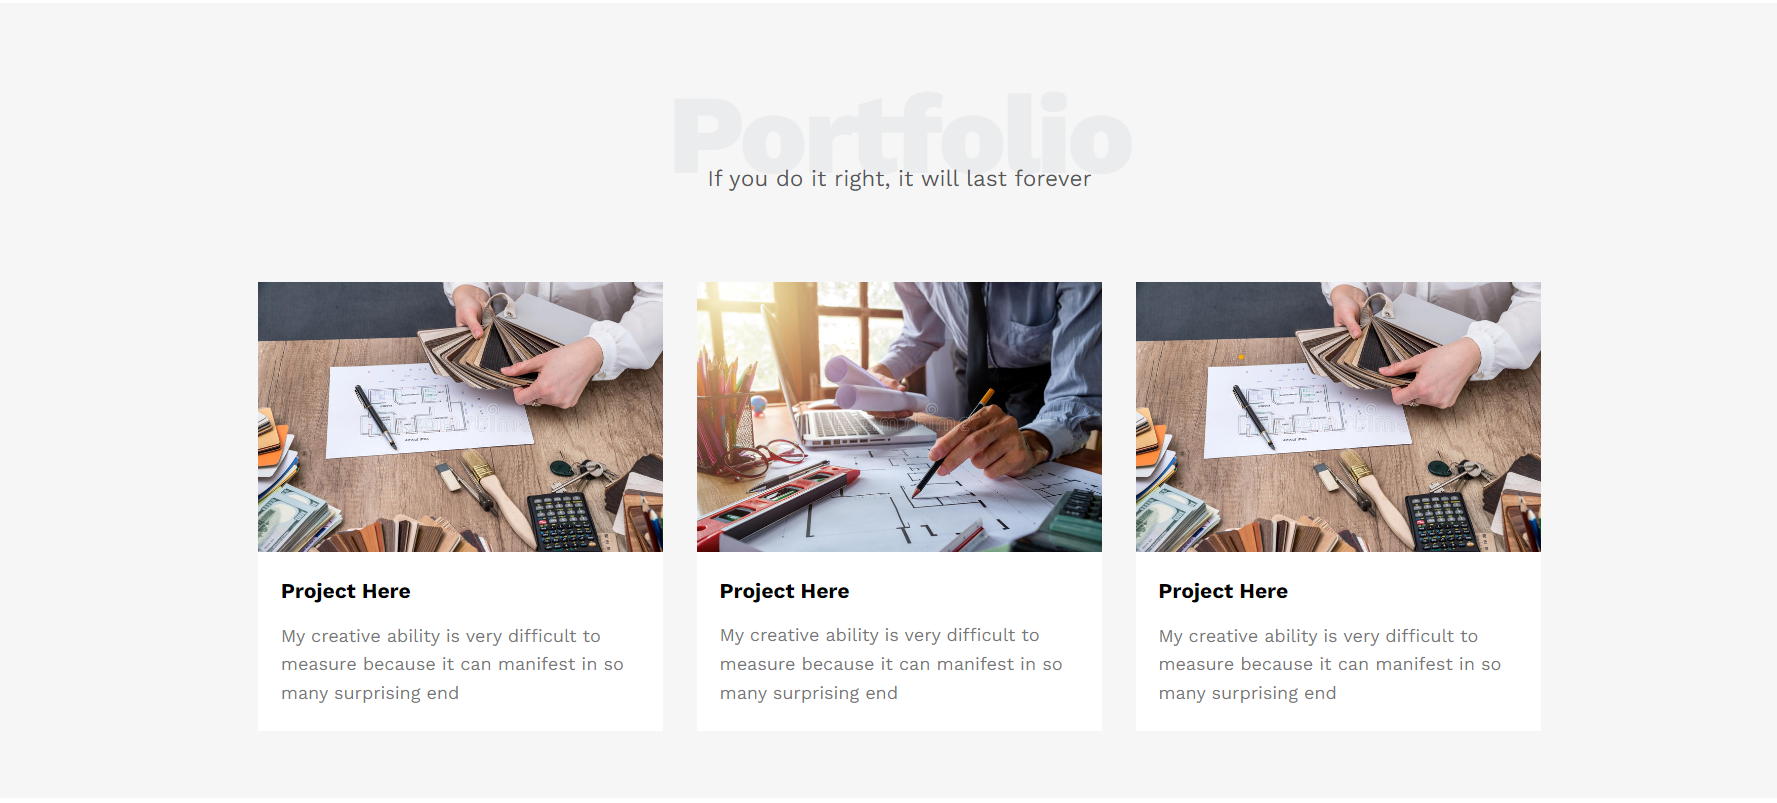 Portfolio
If you do it right, it will last forever
Project Here
My creative ability is very difficult to
measure because it can manifest in so
many surprising end
Project Here
My creative ability is very difficult to
measure because it can manifest in so
many surprising end
Project Here
My creative ability is very difficult to
measure because it can manifest in so
many surprising end